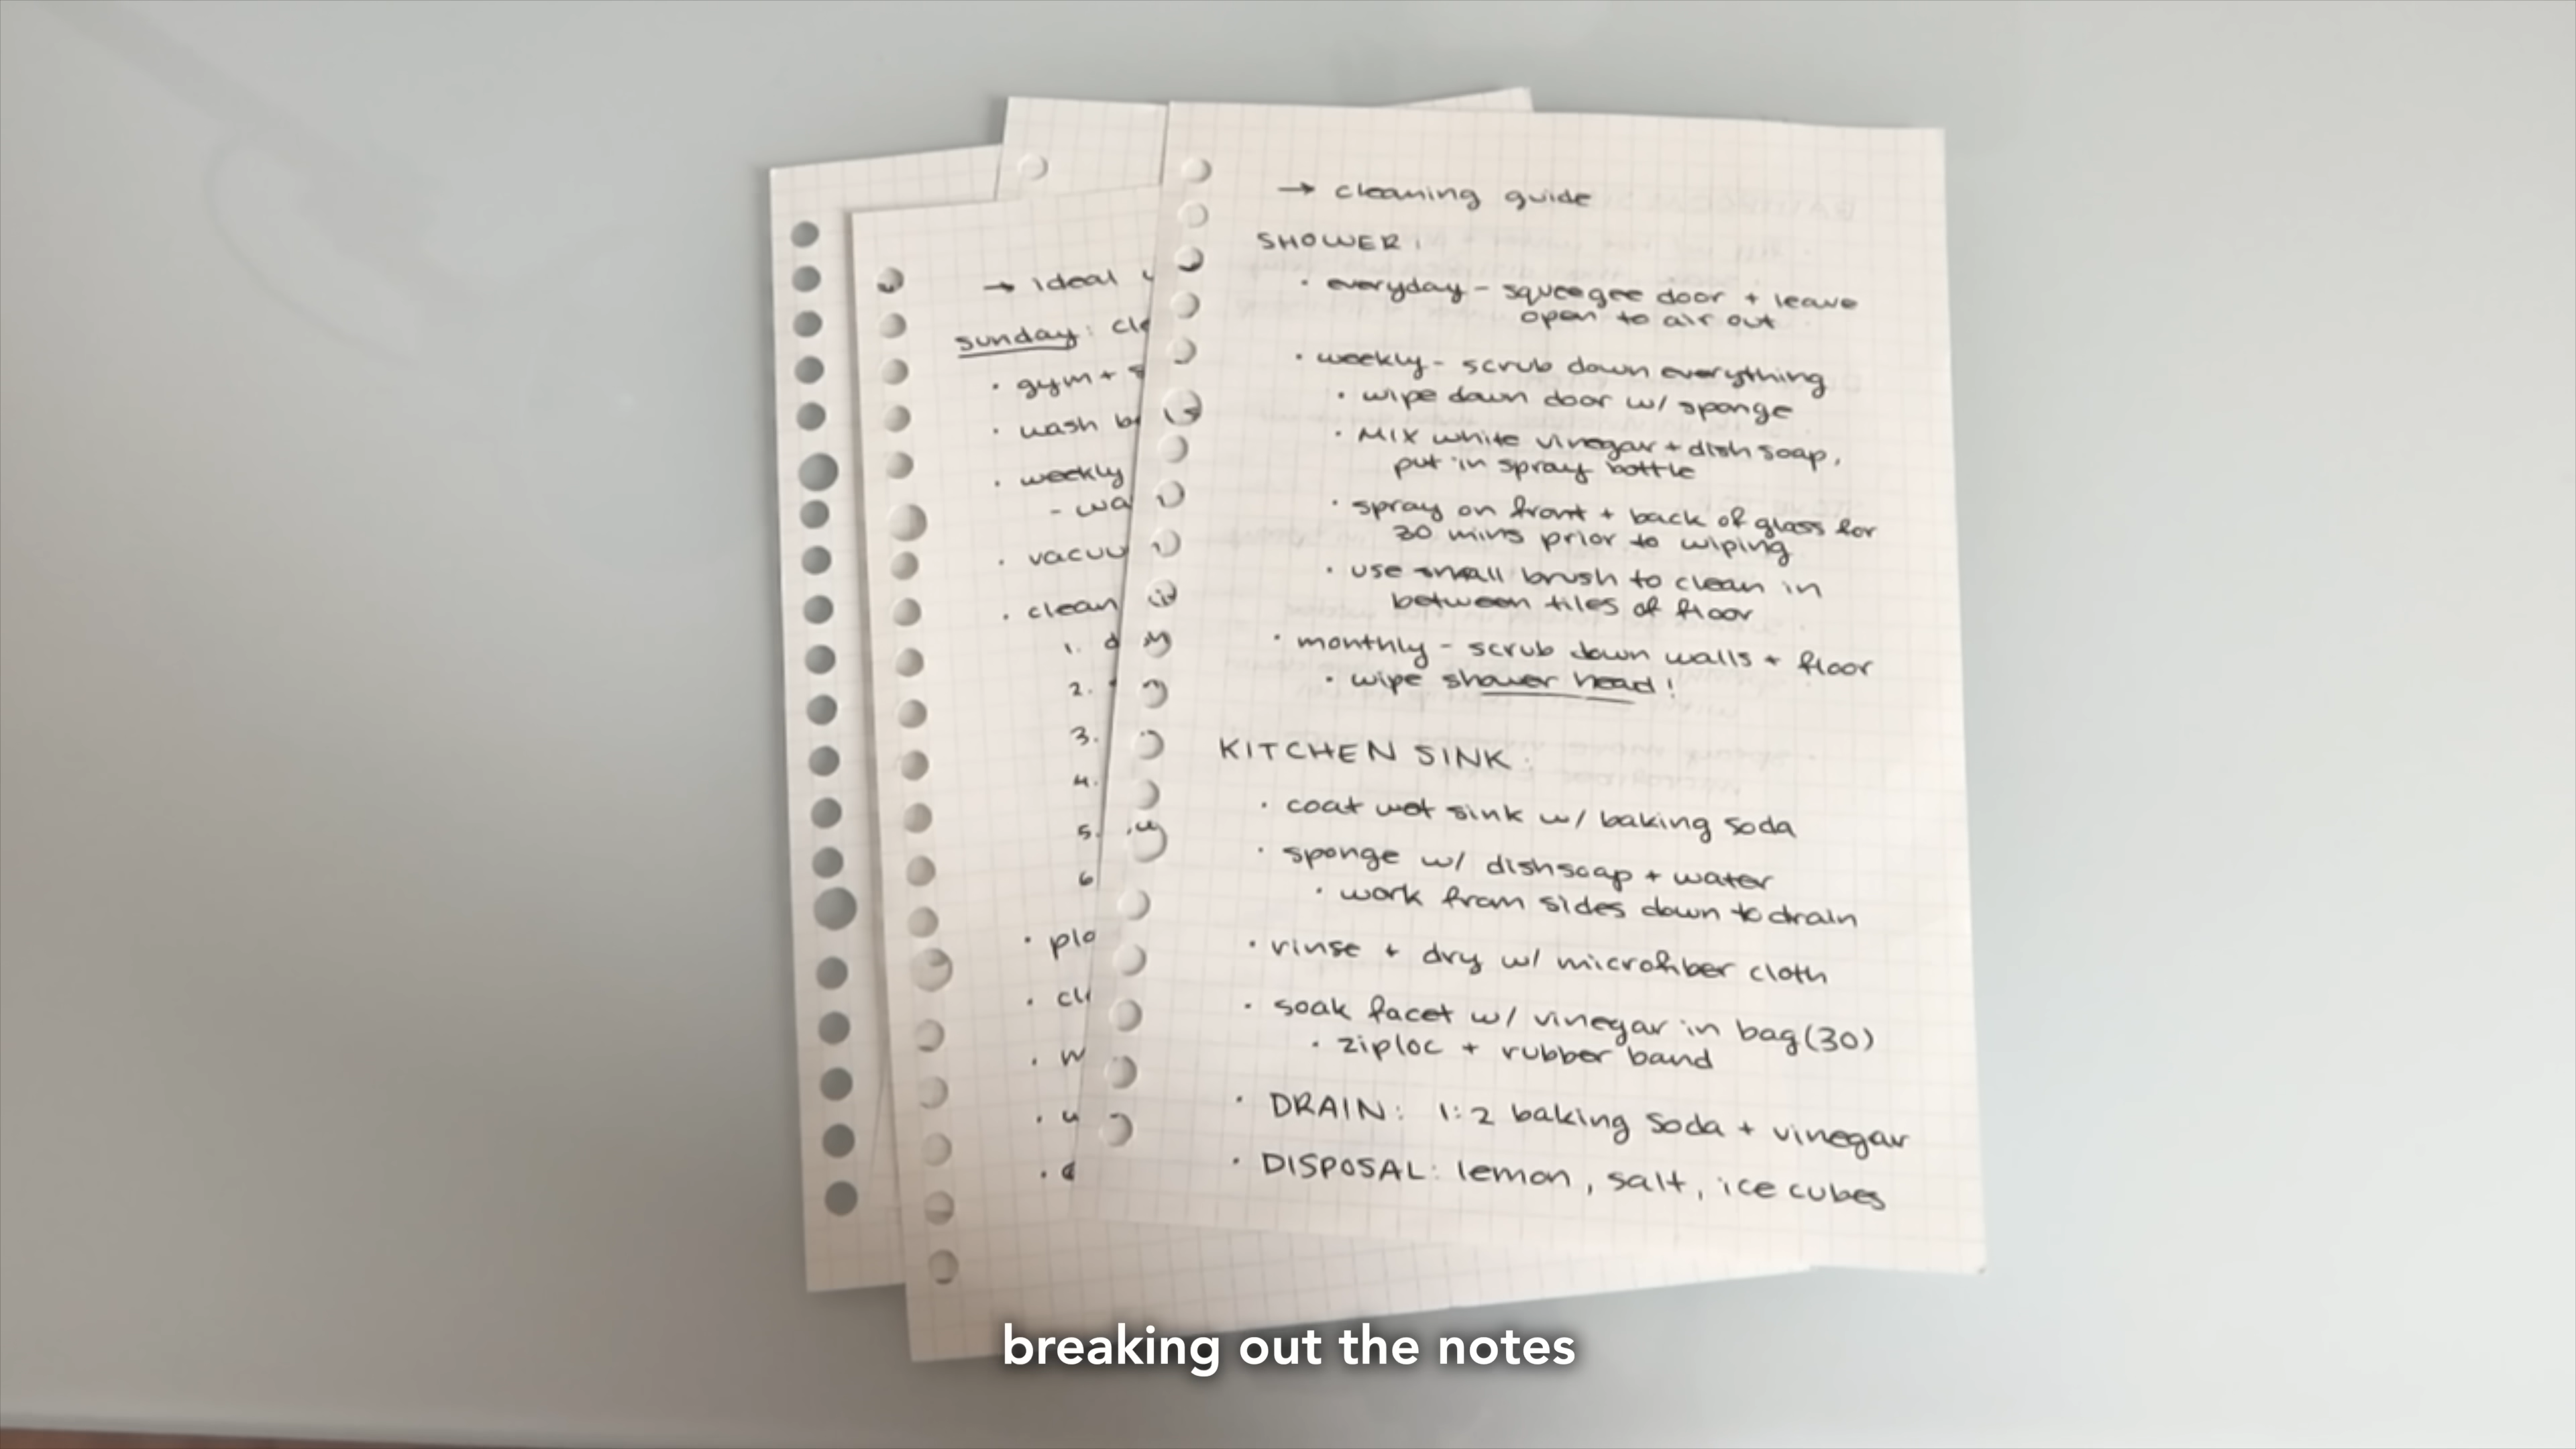 → cleaning guide
SHOWER:
· everyday - squeegee door + leave
open to air out
· weekly - scrub down everything
· wipe down door w/ sponge
· MIX white vinegar + dish soap,
put in spray bottle
· spray on front + back of glass for
30 mins prior to wiping
· use small brush to clean in
between tiles of floor
· monthly - scrub down walls + floor
· wipe shower head!
KITCHEN SINK:
· coat wet sink w/ baking soda
· sponge w/ dishsoap + water
· work from sides down to drain
· rinse + dry w/ microfiber cloth
· soak facet w/ vinegar in bag (30)
· ziploc + rubber band
· DRAIN: 1:2 baking soda + vinegar
· DISPOSAL: lemon, salt, ice cubes
→ ideal
sunday:
· gym +
· wash
· weekly
-
·
· clean
1.
2.
3.
4.
5.
6
breaking out the notes